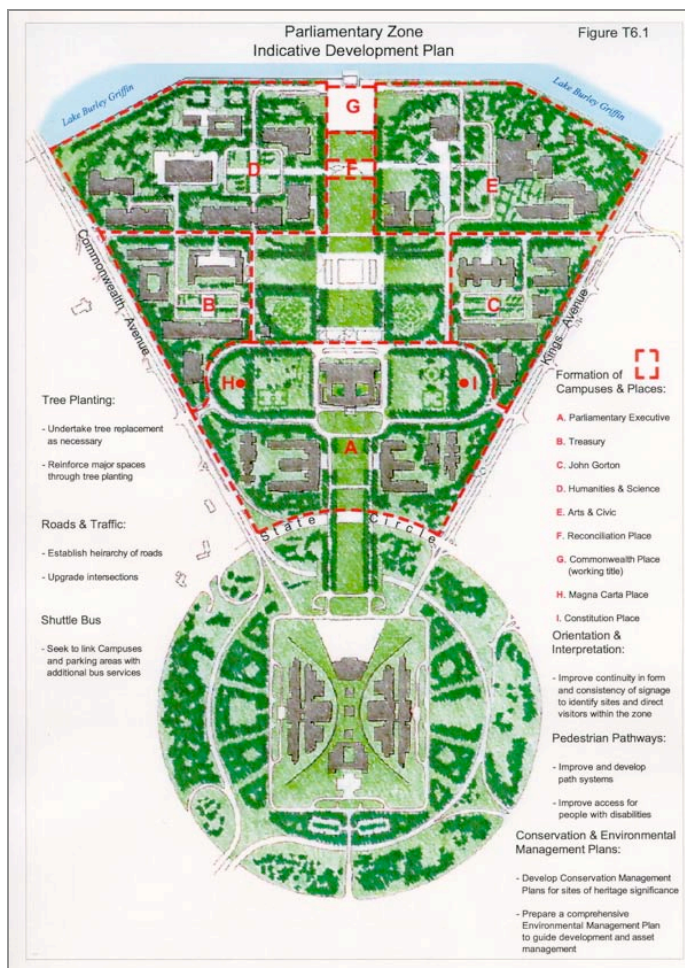 Parliamentary Zone
Indicative Development Plan
Figure T6.1
Lake Burley Griffin
Lake Burley Griffin
G
D
F
E
Commonwealth Avenue
Kings Avenue
B
C
H
I
A
State Circle
Tree Planting:
- Undertake tree replacement
as necessary
- Reinforce major spaces
through tree planting
Roads & Traffic:
- Establish heirarchy of roads
- Upgrade intersections
Shuttle Bus
- Seek to link Campuses
and parking areas with
additional bus services
Formation of
Campuses & Places:
A. Parliamentary Executive
B. Treasury
C. John Gorton
D. Humanities & Science
E. Arts & Civic
F. Reconciliation Place
G. Commonwealth Place
(working title)
H. Magna Carta Place
I. Constitution Place
Orientation &
Interpretation:
- Improve continuity in form
and consistency of signage
to identify sites and direct
visitors within the zone
Pedestrian Pathways:
- Improve and develop
path systems
- Improve access for
people with disabilities
Conservation & Environmental
Management Plans:
- Develop Conservation Management
Plans for sites of heritage significance
- Prepare a comprehensive
Environmental Management Plan
to guide development and asset
management